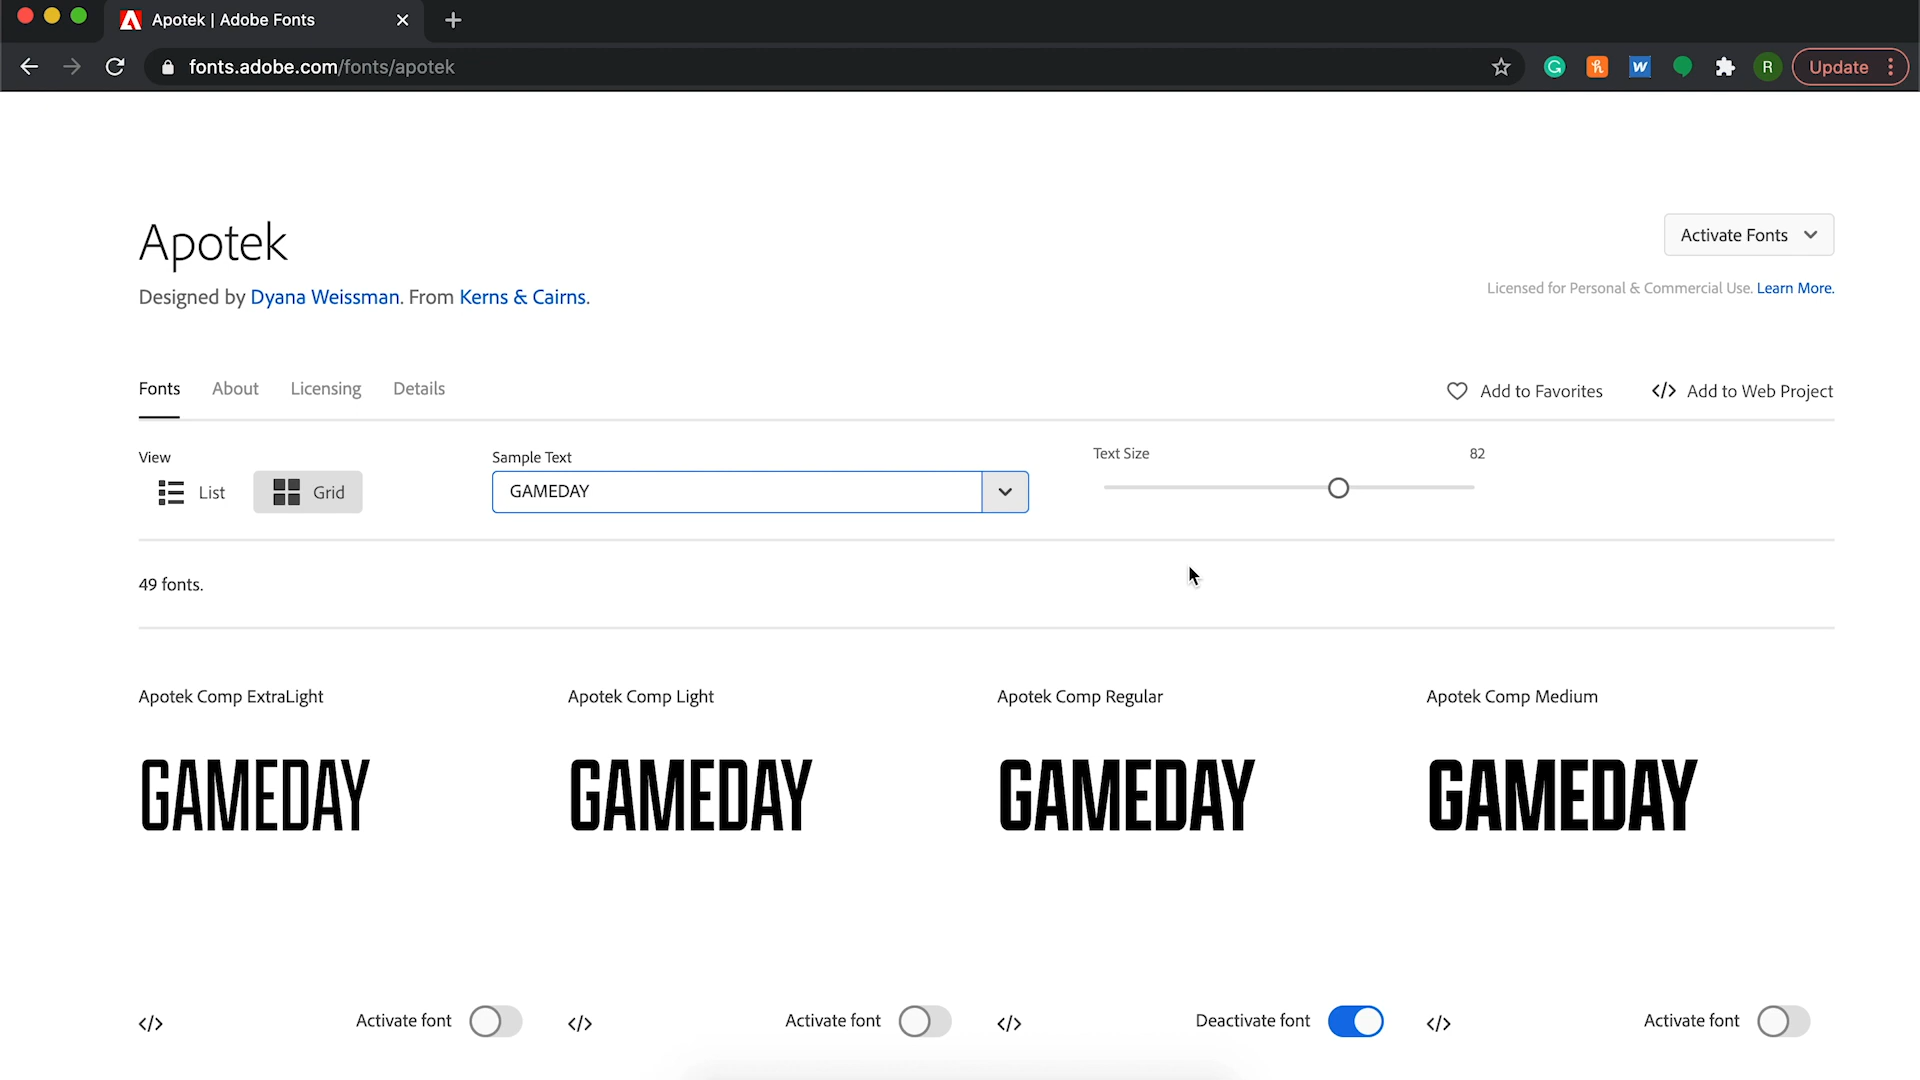 Apotek | Adobe Fonts
fonts.adobe.com/fonts/apotek
R
Update
Apotek
Activate Fonts
Designed by Dyana Weissman. From Kerns & Cairns.
Licensed for Personal & Commercial Use. Learn More.
Fonts About Licensing Details
Add to Favorites
</> Add to Web Project
View
List
Grid
Sample Text
GAMEDAY
Text Size
82
49 fonts.
Apotek Comp ExtraLight
Apotek Comp Light
Apotek Comp Regular
Apotek Comp Medium
GAMEDAY
GAMEDAY
GAMEDAY
GAMEDAY
</> Activate font
</> Activate font
</> Deactivate font
</> Activate font